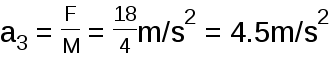 a₃ = F/M = 18/4 m/s² = 4.5m/s²